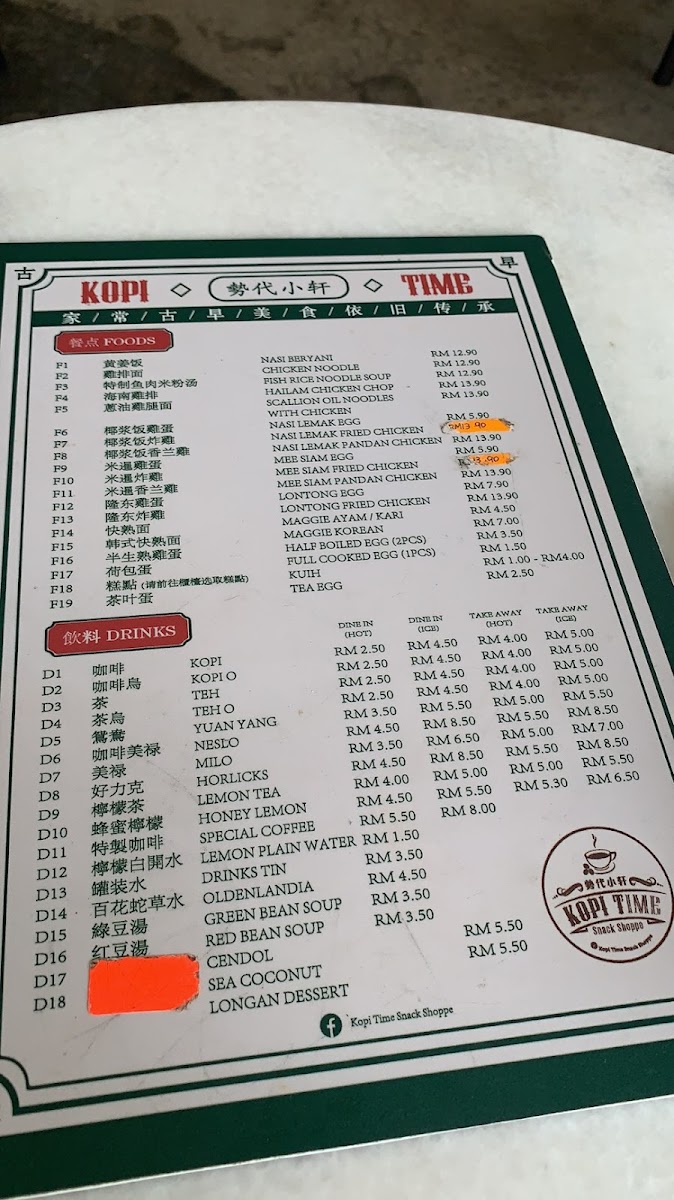 古 早
KOPI 勢代小轩 TIME
家/常/古/早/美/食/依/旧/传/承
餐点 FOODS
F1 黄姜饭 NASI BERYANI RM 12.90
F2 雞排面 CHICKEN NOODLE RM 12.90
F3 特制鱼肉米粉汤 FISH RICE NOODLE SOUP RM 12.90
F4 海南雞排 HAILAM CHICKEN CHOP RM 13.90
F5 蔥油雞腿面 SCALLION OIL NOODLES RM 13.90
WITH CHICKEN
F6 椰浆饭雞蛋 NASI LEMAK EGG RM 5.90
F7 椰浆饭炸雞 NASI LEMAK FRIED CHICKEN RM13.90
F8 椰浆饭香兰雞 NASI LEMAK PANDAN CHICKEN RM 13.90
F9 米暹雞蛋 MEE SIAM EGG RM 5.90
F10 米暹炸雞 MEE SIAM FRIED CHICKEN 13.90
F11 米暹香兰雞 MEE SIAM PANDAN CHICKEN RM 13.90
F12 隆东雞蛋 LONTONG EGG RM 7.90
F13 隆东炸雞 LONTONG FRIED CHICKEN RM 13.90
F14 快熟面 MAGGIE AYAM / KARI RM 4.50
F15 韩式快熟面 MAGGIE KOREAN RM 7.00
F16 半生熟雞蛋 HALF BOILED EGG (2PCS) RM 3.50
F17 荷包蛋 FULL COOKED EGG (1PCS) RM 1.50
F18 糕點 (请前往櫃檯选取糕點) KUIH RM 1.00 - RM4.00
F19 茶叶蛋 TEA EGG RM 2.50
飲料 DRINKS
DINE IN (HOT) DINE IN (ICE) TAKE AWAY (HOT) TAKE AWAY (ICE)
D1 咖啡 KOPI RM 2.50 RM 4.50 RM 4.00 RM 5.00
D2 咖啡烏 KOPI O RM 2.50 RM 4.50 RM 4.00 RM 5.00
D3 茶 TEH RM 2.50 RM 4.50 RM 4.00 RM 5.00
D4 茶烏 TEH O RM 2.50 RM 4.50 RM 4.00 RM 5.00
D5 鴛鴦 YUAN YANG RM 3.50 RM 5.50 RM 5.00 RM 5.50
D6 咖啡美禄 NESLO RM 4.50 RM 8.50 RM 5.50 RM 8.50
D7 美禄 MILO RM 3.50 RM 6.50 RM 5.00 RM 7.00
D8 好力克 HORLICKS RM 4.50 RM 8.50 RM 5.50 RM 8.50
D9 檸檬茶 LEMON TEA RM 4.00 RM 5.00 RM 5.00 RM 5.50
D10 蜂蜜檸檬 HONEY LEMON RM 4.50 RM 5.50 RM 5.30 RM 6.50
D11 特製咖啡 SPECIAL COFFEE RM 5.50 RM 8.00
D12 檸檬白開水 LEMON PLAIN WATER RM 1.50
D13 罐装水 DRINKS TIN RM 3.50
D14 百花蛇草水 OLDENLANDIA RM 4.50
D15 綠豆湯 GREEN BEAN SOUP RM 3.50
D16 红豆湯 RED BEAN SOUP RM 3.50
D17 CENDOL RM 5.50
D18 SEA COCONUT RM 5.50
LONGAN DESSERT
勢代小轩
KOPI TIME
Snack Shoppe
Kopi Time Snack Shoppe
Kopi Time Snack Shoppe